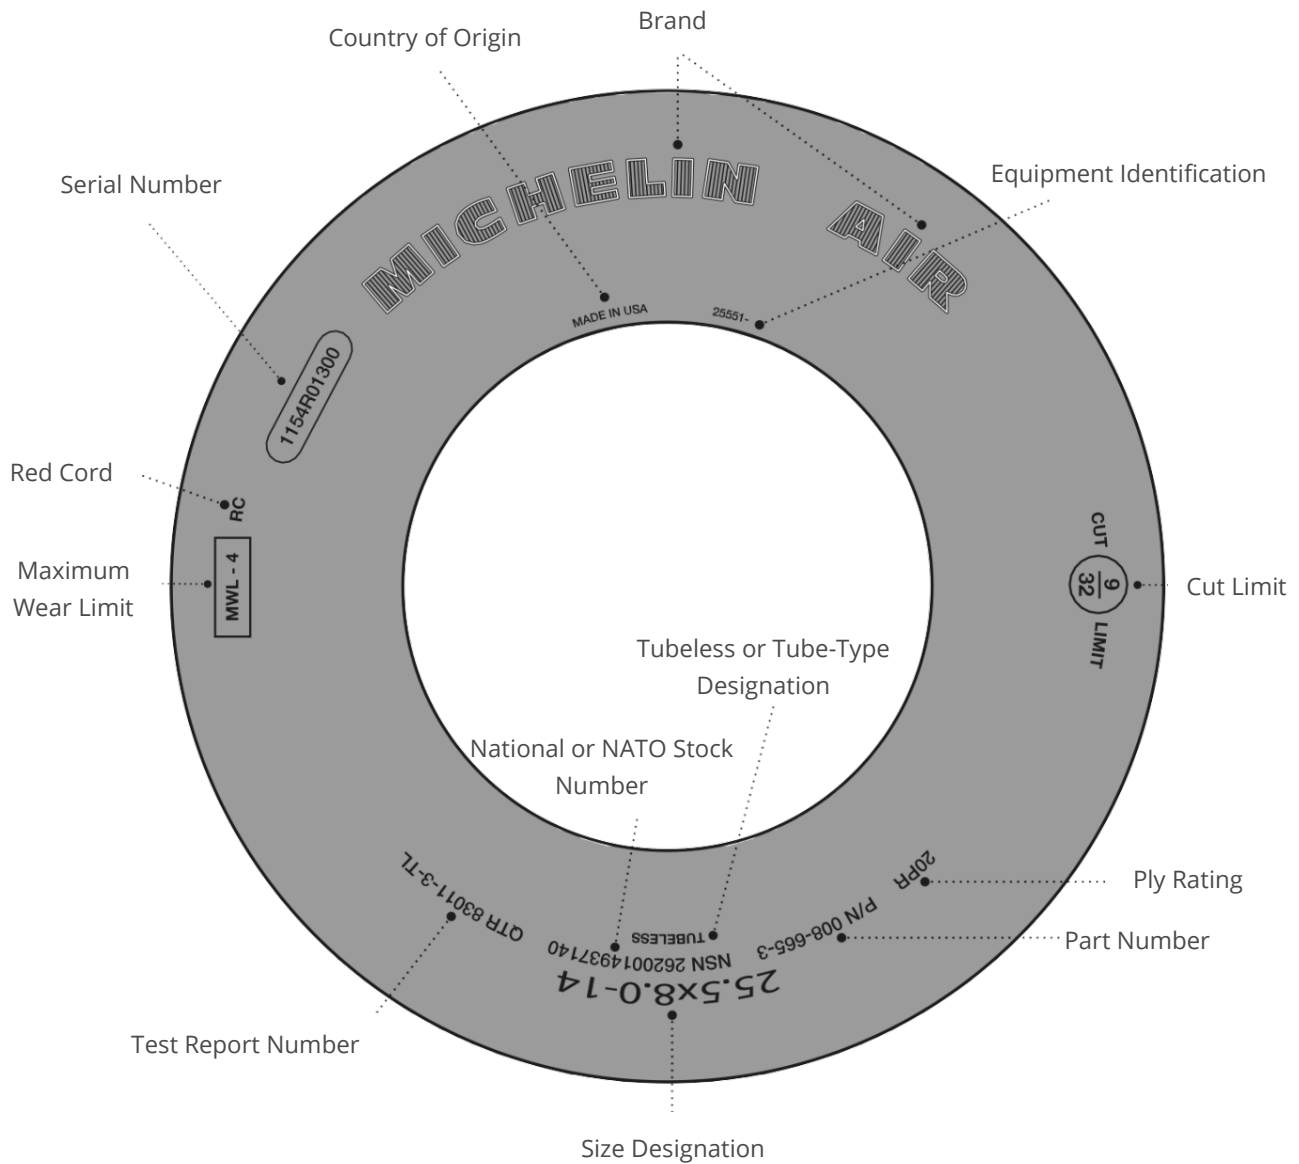 Brand
Country of Origin
Equipment Identification
Serial Number
MICHELIN AIR
MADE IN USA
25551-
1154R01300
Red Cord
RC
Maximum
Wear Limit
MWL - 4
CUT
9
32
LIMIT
Cut Limit
Tubeless or Tube-Type
Designation
National or NATO Stock
Number
20PR
Ply Rating
P/N 008-665-3
Part Number
TUBELESS
NSN 2620014937140
25.5x8.0-14
QTR 83011-3-TL
Test Report Number
Size Designation